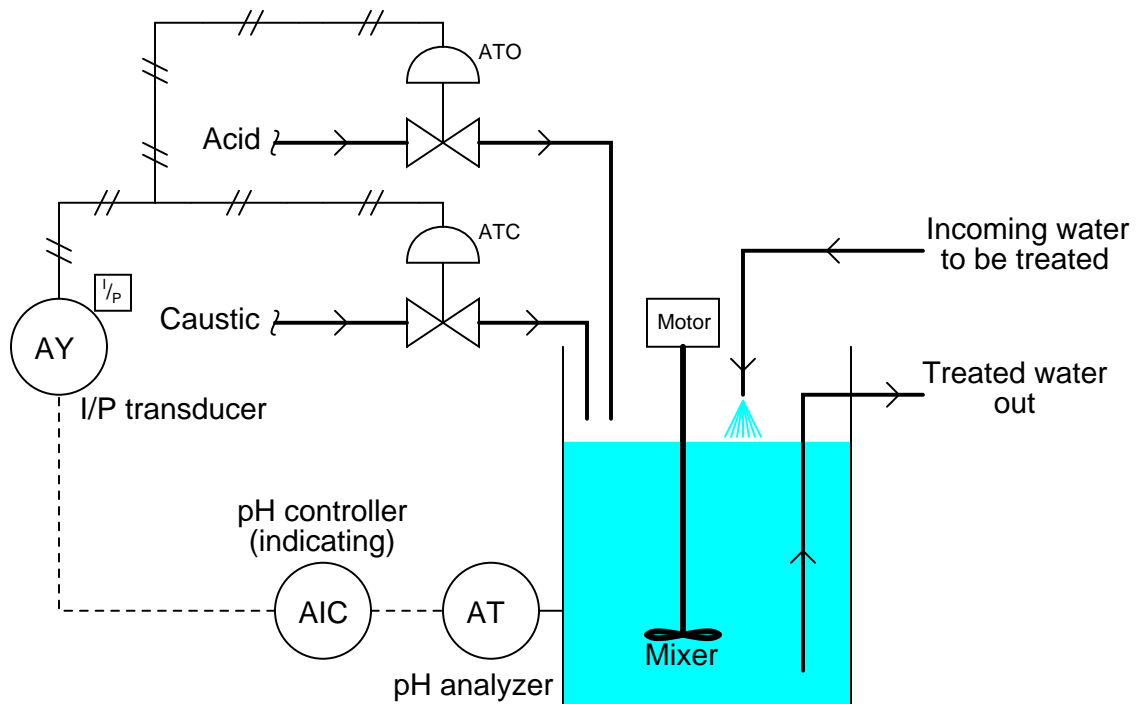 ATO
Acid
ATC
Incoming water
to be treated
I/P
Caustic
Motor
AY
Treated water
out
I/P transducer
pH controller
(indicating)
AIC
AT
Mixer
pH analyzer